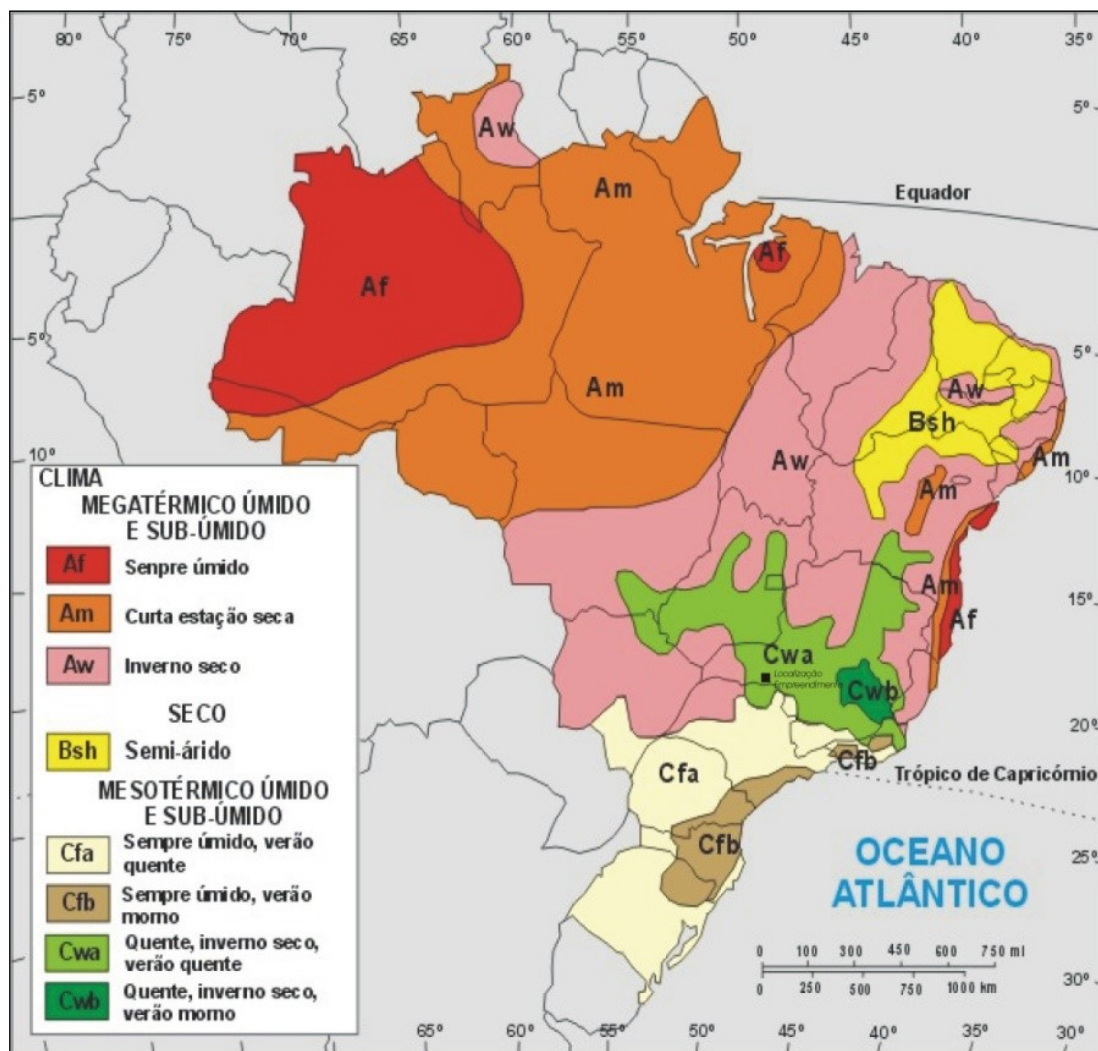 80° 75° 70° 60° 55° 50° 45° 40° 35°
5° 5°
Aw
Am
Equador
Af
Af
5° 5°
Am
Aw
Bsh
Aw
Am
10° 10°
Am
Am
Af
15°
Cwa
Localização
Empreendimento
Cwb
20°
Cfb
Cfa
Trópico de Capricórnio
Cfb
OCEANO
ATLÂNTICO
25°
0 150 300 450 600 750 ml
0 250 500 750 1000 km
30°
65° 60° 55° 50° 45° 40° 35° 30°
CLIMA
MEGATÉRMICO ÚMIDO
E SUB-ÚMIDO
Af Senpre úmido
Am Curta estação seca
Aw Inverno seco
SECO
Bsh Semi-árido
MESOTÉRMICO ÚMIDO
E SUB-ÚMIDO
Cfa Sempre úmido, verão
quente
Cfb Sempre úmido, verão
morno
Cwa Quente, inverno seco,
verão quente
Cwb Quente, inverno seco,
verão morno